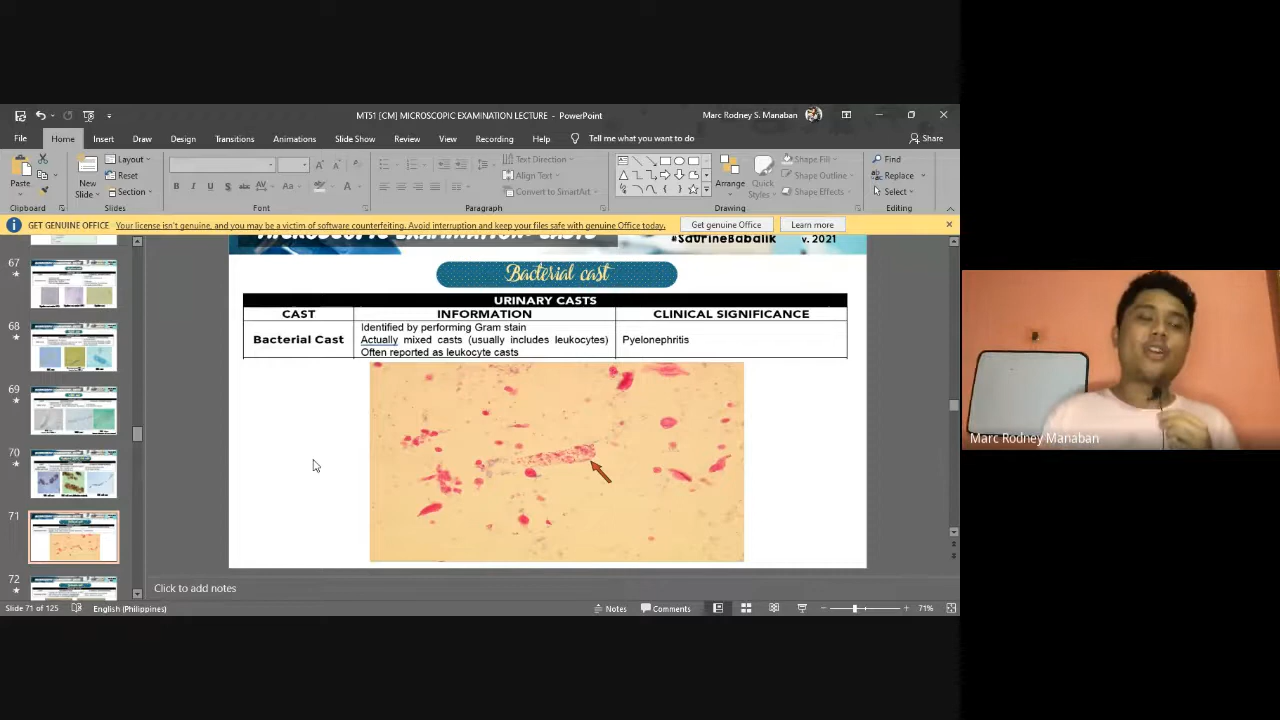 MT51 [CM] MICROSCOPIC EXAMINATION LECTURE - PowerPoint
Marc Rodney S. Manaban
File Home Insert Draw Design Transitions Animations Slide Show Review View Recording Help Tell me what you want to do
Share
Paste
New
Slide
Layout
Reset
Section
Text Direction
Align Text
Convert to SmartArt
Arrange
Quick
Styles
Shape Fill
Shape Outline
Shape Effects
Find
Replace
Select
Slides
Font
Paragraph
Drawing
Editing
GET GENUINE OFFICE Your license isn't genuine, and you may be a victim of software counterfeiting. Avoid interruption and keep your files safe with genuine Office today.
Get genuine Office
Learn more
67
68
69
70
71
72
v. 2021
Bacterial cast
URINARY CASTS
CAST INFORMATION CLINICAL SIGNIFICANCE
Bacterial Cast
Identified by performing Gram stain
Actually mixed casts (usually includes leukocytes)
Often reported as leukocyte casts
Pyelonephritis
Marc Rodney Manaban
Click to add notes
Slide 71 of 125 English (Philippines)
Notes Comments 71%